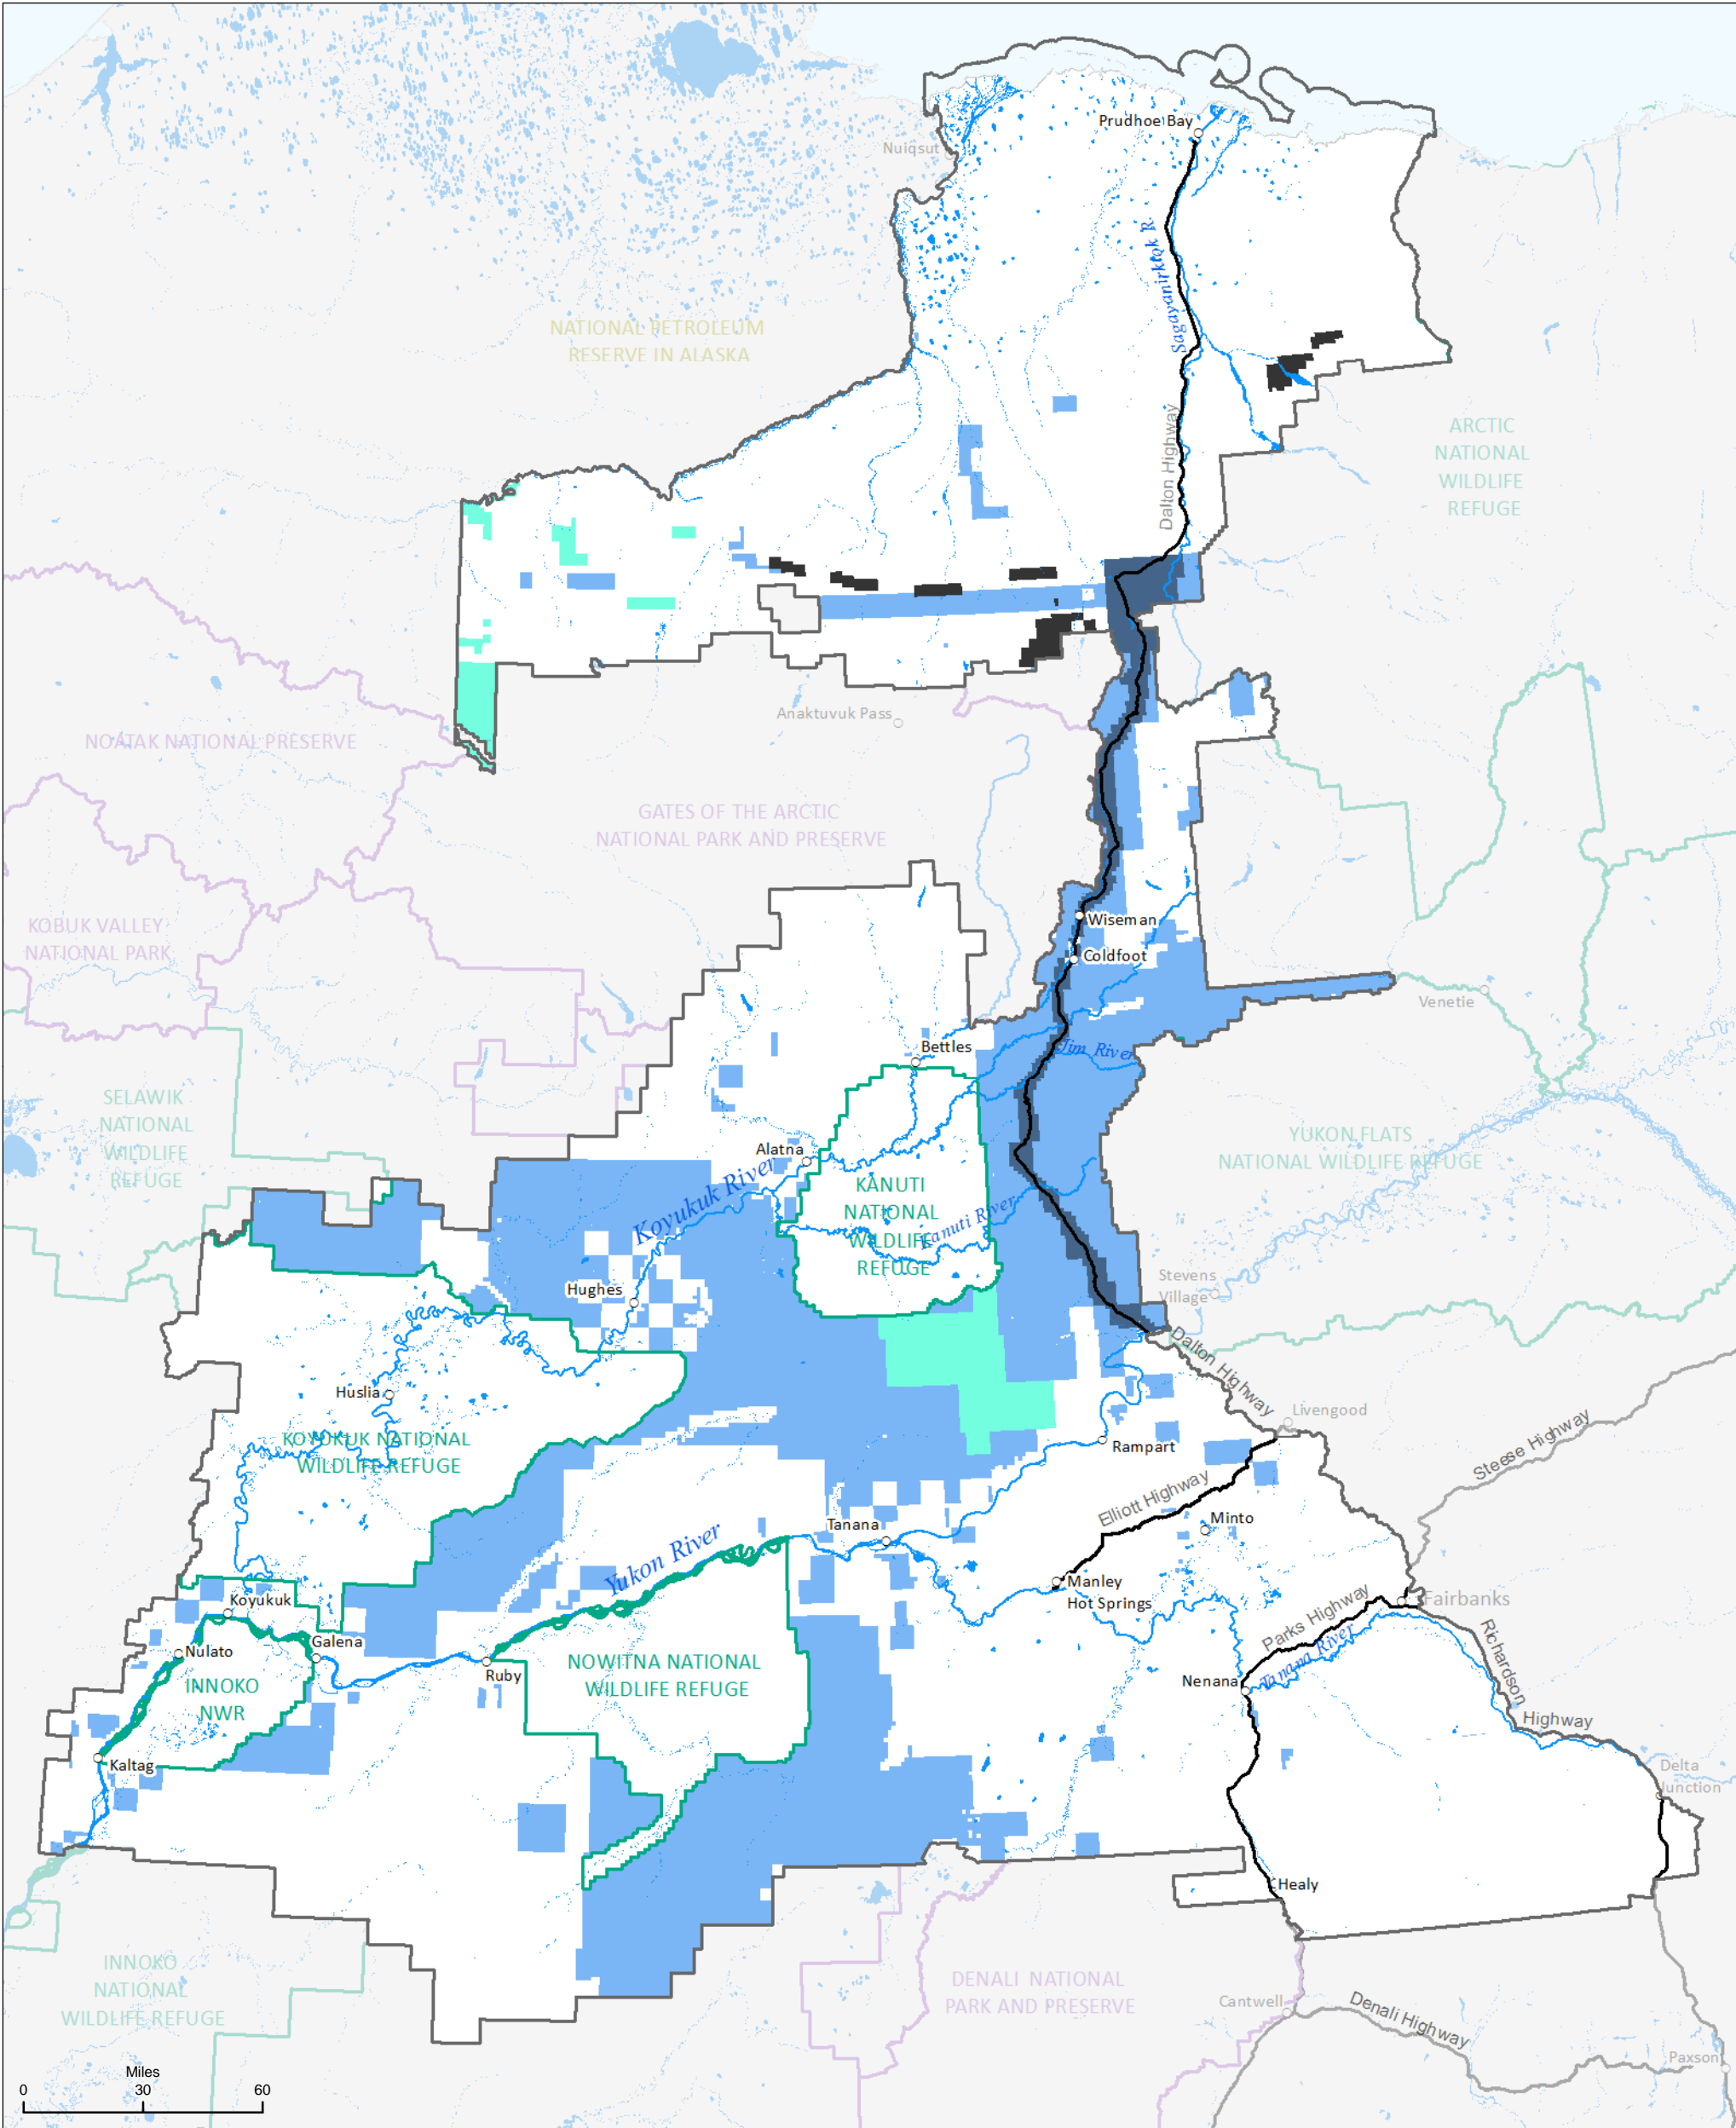 Prudhoe Bay
Nuiqsut
Sagavanirktok R.
NATIONAL PETROLEUM
RESERVE IN ALASKA
Dalton Highway
ARCTIC
NATIONAL
WILDLIFE
REFUGE
Anaktuvuk Pass
NOATAK NATIONAL PRESERVE
GATES OF THE ARCTIC
NATIONAL PARK AND PRESERVE
KOBUK VALLEY
NATIONAL PARK
Wiseman
Coldfoot
Venetie
Bettles
Jim River
SELAWIK
NATIONAL
WILDLIFE
REFUGE
Alatna
YUKON FLATS
NATIONAL WILDLIFE REFUGE
Koyukuk River
KANUTI
NATIONAL
WILDLIFE
REFUGE
Kanuti River
Hughes
Stevens
Village
Dalton Highway
Huslia
Livengood
KOYUKUK NATIONAL
WILDLIFE REFUGE
Rampart
Steese Highway
Elliott Highway
Minto
Tanana
Yukon River
Manley
Hot Springs
Koyukuk
Fairbanks
Parks Highway
Nulato
Galena
Ruby
NOWITNA NATIONAL
WILDLIFE REFUGE
INNOKO
NWR
Tanana River
Nenana
Richardson
Highway
Kaltag
Delta
Junction
Healy
INNOKO
NATIONAL
WILDLIFE REFUGE
DENALI NATIONAL
PARK AND PRESERVE
Cantwell
Denali Highway
Paxson
Miles
0 30 60